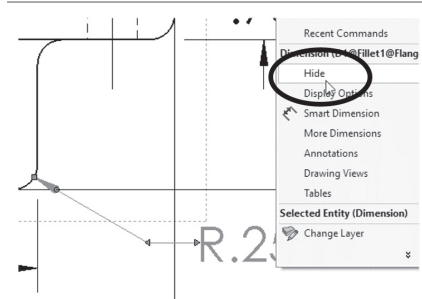 Recent Commands
Dimension (D1@Fillet1@Flang
Hide
Display Options
Smart Dimension
More Dimensions
Annotations
Drawing Views
Tables
Selected Entity (Dimension)
Change Layer
R.25